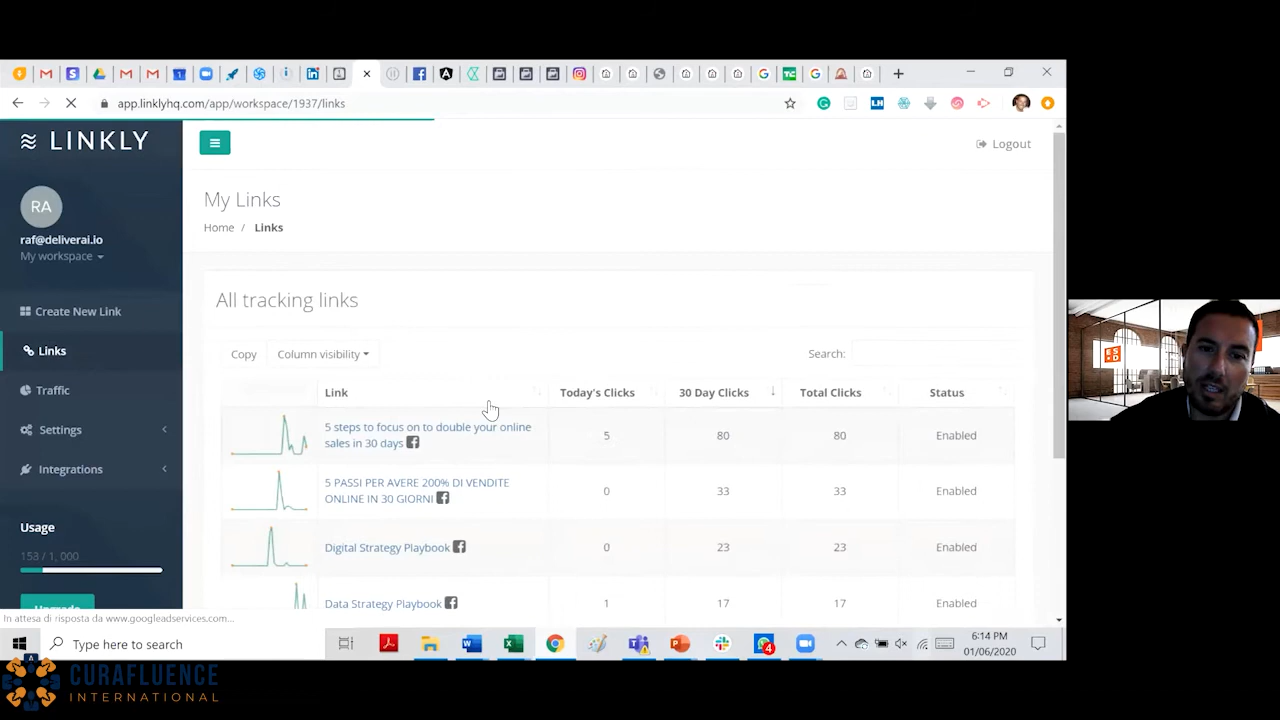 app.linklyhq.com/app/workspace/1937/links
LINKLY
Logout
RA
raf@deliverai.io
My workspace
Create New Link
Links
Traffic
Settings
Integrations
Usage
153 / 1, 000
Upgrade
My Links
Home / Links
All tracking links
Copy
Column visibility
Search:
Link
Today's Clicks
30 Day Clicks
Total Clicks
Status
5 steps to focus on to double your online
sales in 30 days
5
80
80
Enabled
5 PASSI PER AVERE 200% DI VENDITE
ONLINE IN 30 GIORNI
0
33
33
Enabled
Digital Strategy Playbook
0
23
23
Enabled
Data Strategy Playbook
1
17
17
Enabled
In attesa di risposta da www.googleadservices.com...
Type here to search
4
6:14 PM
01/06/2020
CURAFLUENCE
INTERNATIONAL